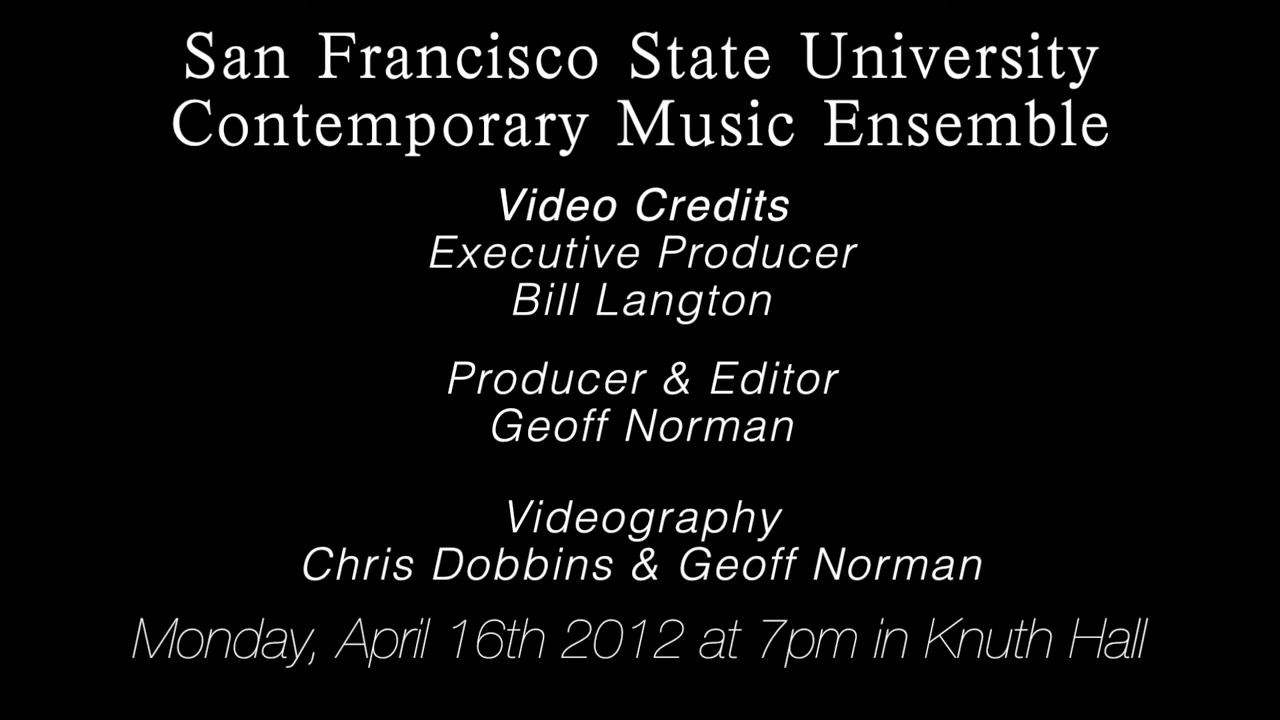 San Francisco State University
Contemporary Music Ensemble
Video Credits
Executive Producer
Bill Langton
Producer & Editor
Geoff Norman
Videography
Chris Dobbins & Geoff Norman
Monday, April 16th 2012 at 7pm in Knuth Hall